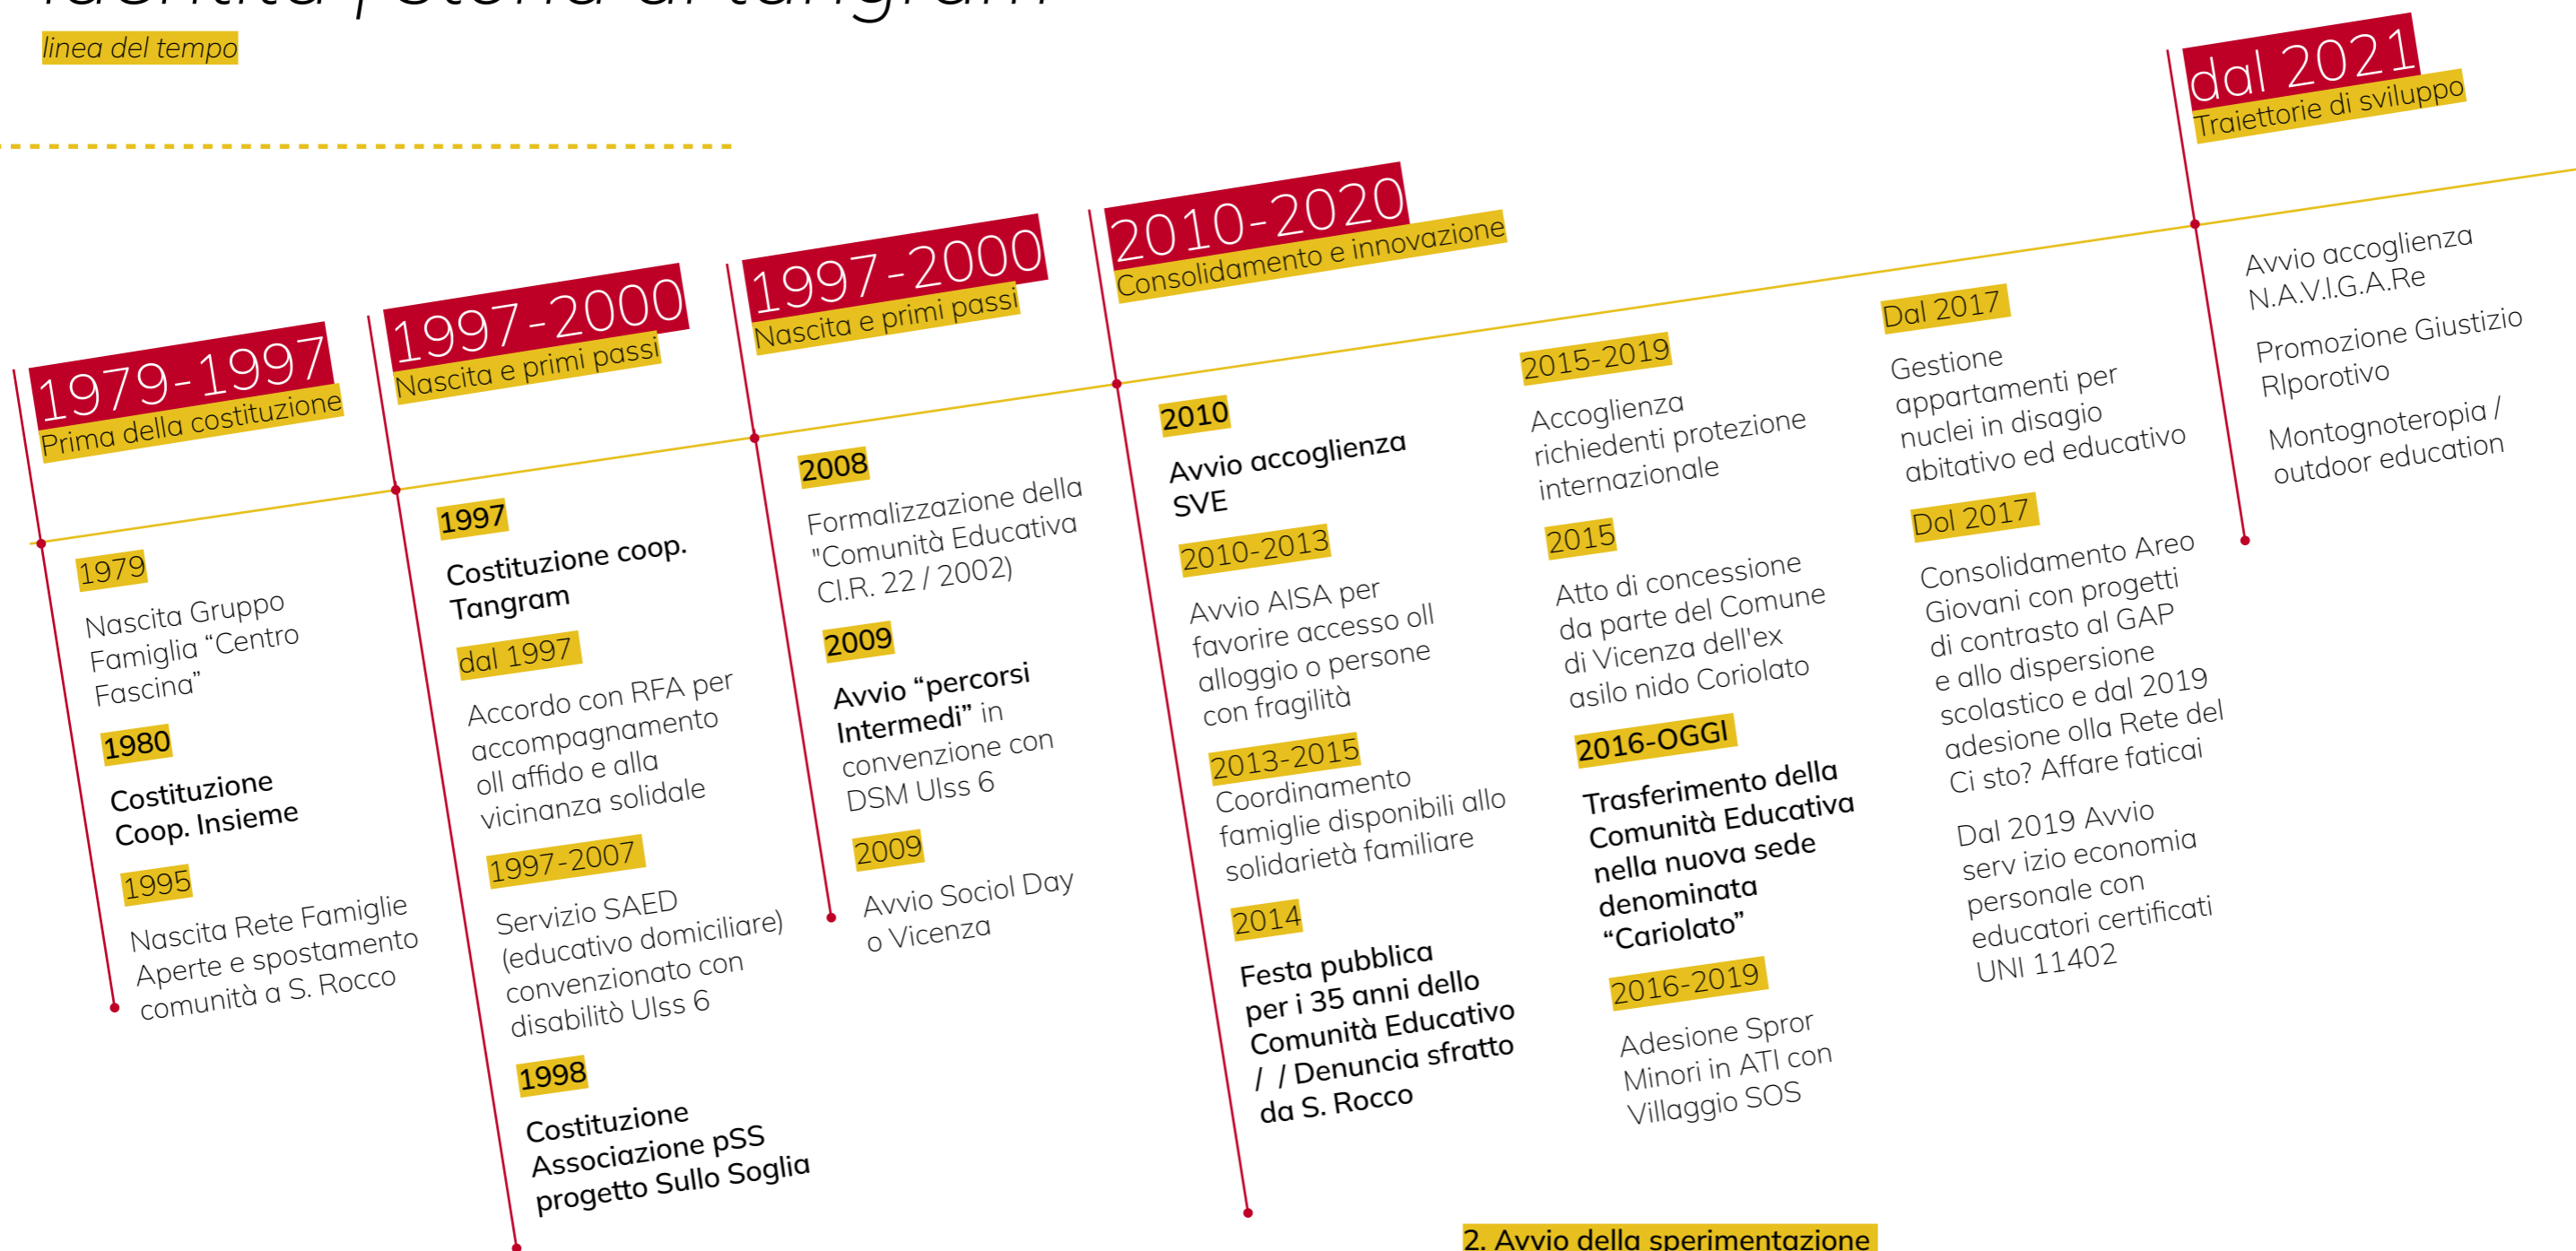 linea del tempo
1979-1997
Prima della costituzione
1979
Nascita Gruppo
Famiglia “Centro
Fascina”
1980
Costituzione
Coop. Insieme
1995
Nascita Rete Famiglie
Aperte e spostamento
comunità a S. Rocco
1997-2000
Nascita e primi passi
1997
Costituzione coop.
Tangram
dal 1997
Accordo con RFA per
accompagnamento
oll affido e alla
vicinanza solidale
1997-2007
Servizio SAED
(educativo domiciliare)
convenzionato con
disabilitò Ulss 6
1998
Costituzione
Associazione pSS
progetto Sullo Soglia
1997-2000
Nascita e primi passi
2008
Formalizzazione della
"Comunità Educativa
CI.R. 22 / 2002)
2009
Avvio “percorsi
Intermedi” in
convenzione con
DSM Ulss 6
2009
Avvio Sociol Day
o Vicenza
2010-2020
Consolidamento e innovazione
2010
Avvio accoglienza
SVE
2010-2013
Avvio AISA per
favorire accesso oll
alloggio o persone
con fragilità
2013-2015
Coordinamento
famiglie disponibili allo
solidarietà familiare
2014
Festa pubblica
per i 35 anni dello
Comunità Educativo
/ / Denuncia sfratto
da S. Rocco
2015-2019
Accoglienza
richiedenti protezione
internazionale
2015
Atto di concessione
da parte del Comune
di Vicenza dell'ex
asilo nido Coriolato
2016-OGGI
Trasferimento della
Comunità Educativa
nella nuova sede
denominata
“Cariolato”
2016-2019
Adesione Spror
Minori in ATI con
Villaggio SOS
Dal 2017
Gestione
appartamenti per
nuclei in disagio
abitativo ed educativo
Dol 2017
Consolidamento Areo
Giovani con progetti
di contrasto al GAP
e allo dispersione
scolastico e dal 2019
adesione olla Rete del
Ci sto? Affare faticai
Dal 2019 Avvio
serv izio economia
personale con
educatori certificati
UNI 11402
dal 2021
Traiettorie di sviluppo
Avvio accoglienza
N.A.V.I.G.A.Re
Promozione Giustizio
RIporotivo
Montognoteropia /
outdoor education
2. Avvio della sperimentazione